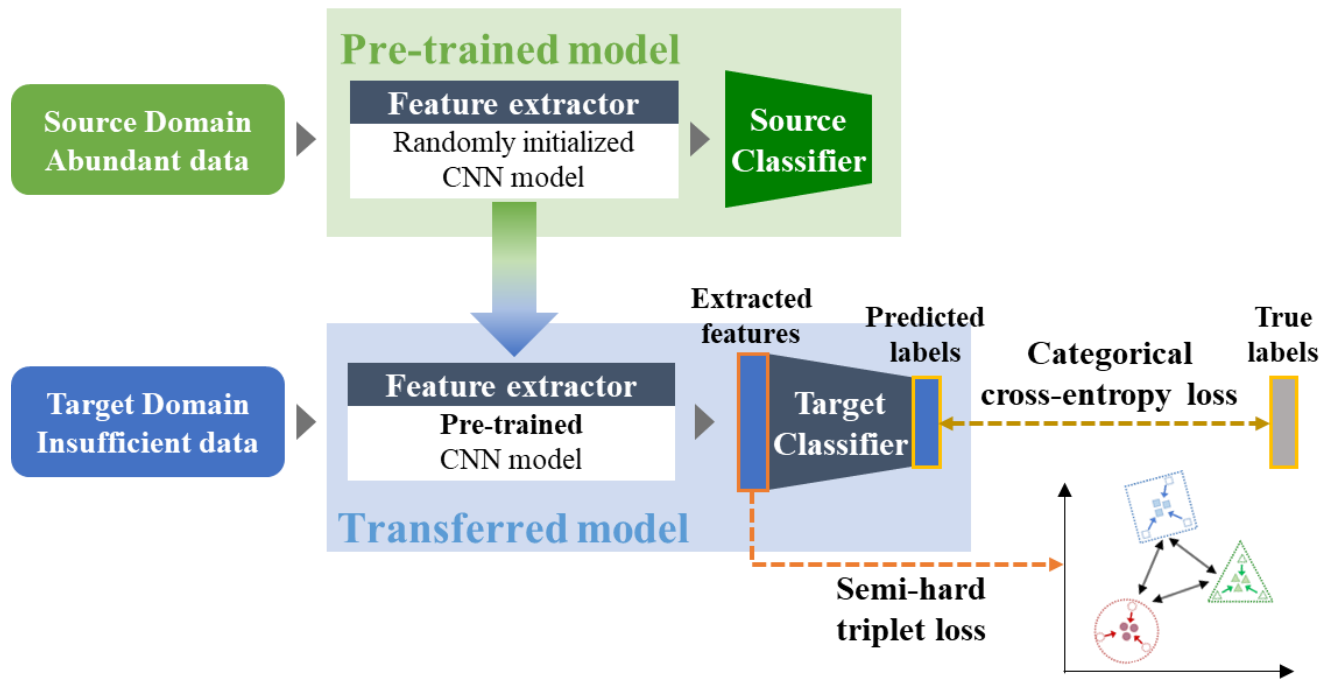 Pre-trained model
Source Domain
Abundant data
Feature extractor
Randomly initialized
CNN model
Source
Classifier
Extracted
features
Predicted
labels
Categorical
cross-entropy loss
True
labels
Target Domain
Insufficient data
Feature extractor
Pre-trained
CNN model
Target
Classifier
Transferred model
Semi-hard
triplet loss